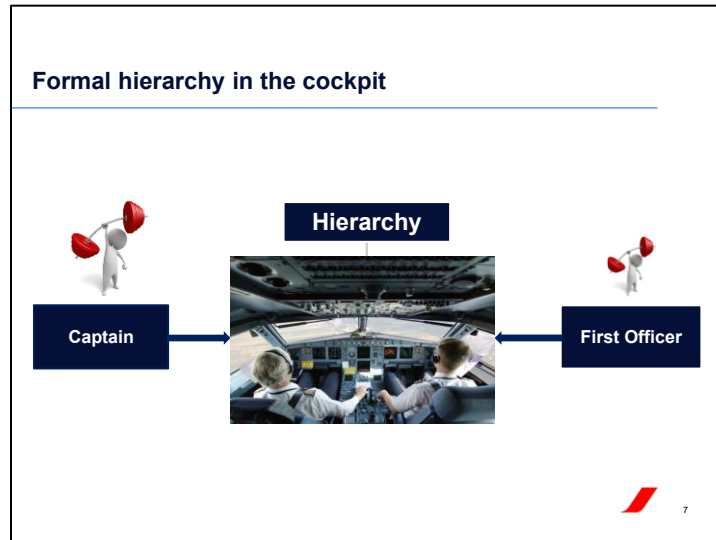 Formal hierarchy in the cockpit
Hierarchy
Captain
First Officer
7